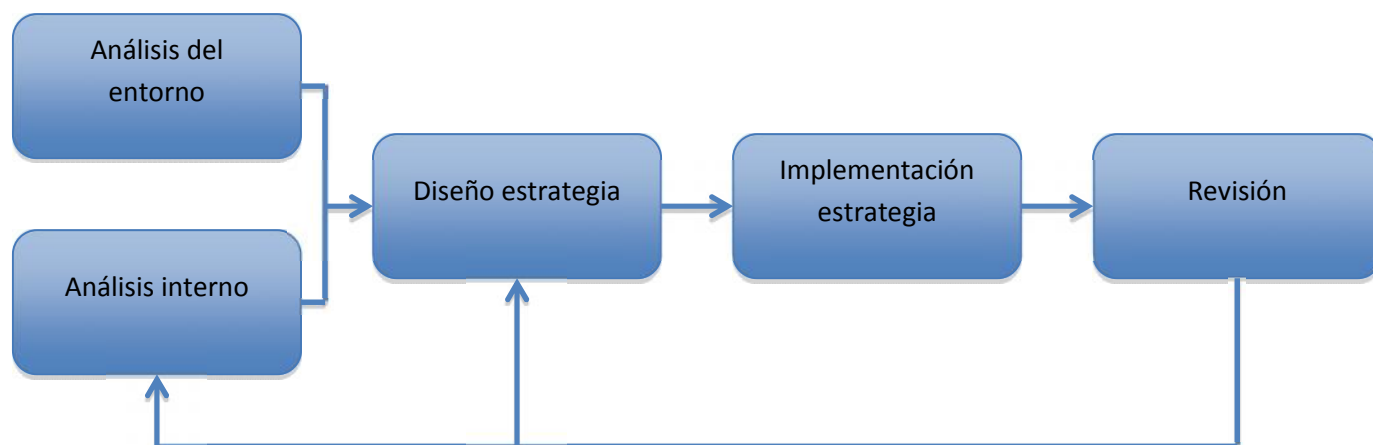 Análisis del
entorno
Análisis interno
Diseño estrategia
Implementación
estrategia
Revisión